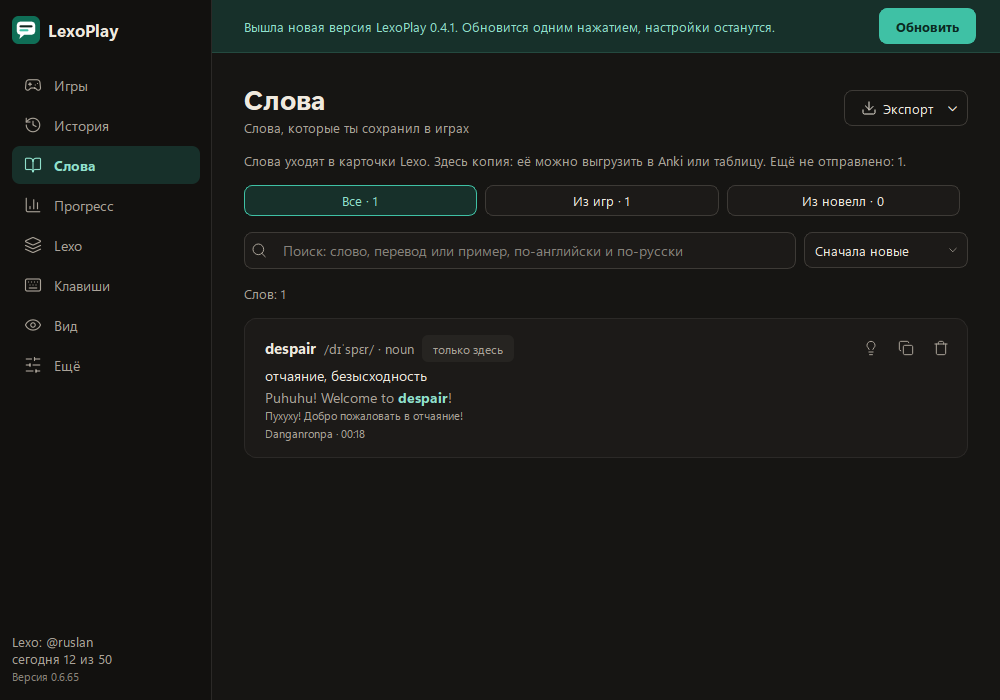 LexoPlay
Вышла новая версия LexoPlay 0.4.1. Обновится одним нажатием, настройки останутся.
Обновить
Игры
История
Слова
Прогресс
Lexo
Клавиши
Вид
Ещё
Слова
Слова, которые ты сохранил в играх
Экспорт
Слова уходят в карточки Lexo. Здесь копия: её можно выгрузить в Anki или таблицу. Ещё не отправлено: 1.
Все · 1
Из игр · 1
Из новелл · 0
Поиск: слово, перевод или пример, по-английски и по-русски
Сначала новые
Слов: 1
despair /dɪˈspɛr/ · noun только здесь
отчаяние, безысходность
Puhuhu! Welcome to despair!
Пухуху! Добро пожаловать в отчаяние!
Danganronpa · 00:18
Lexo: @ruslan
сегодня 12 из 50
Версия 0.6.65